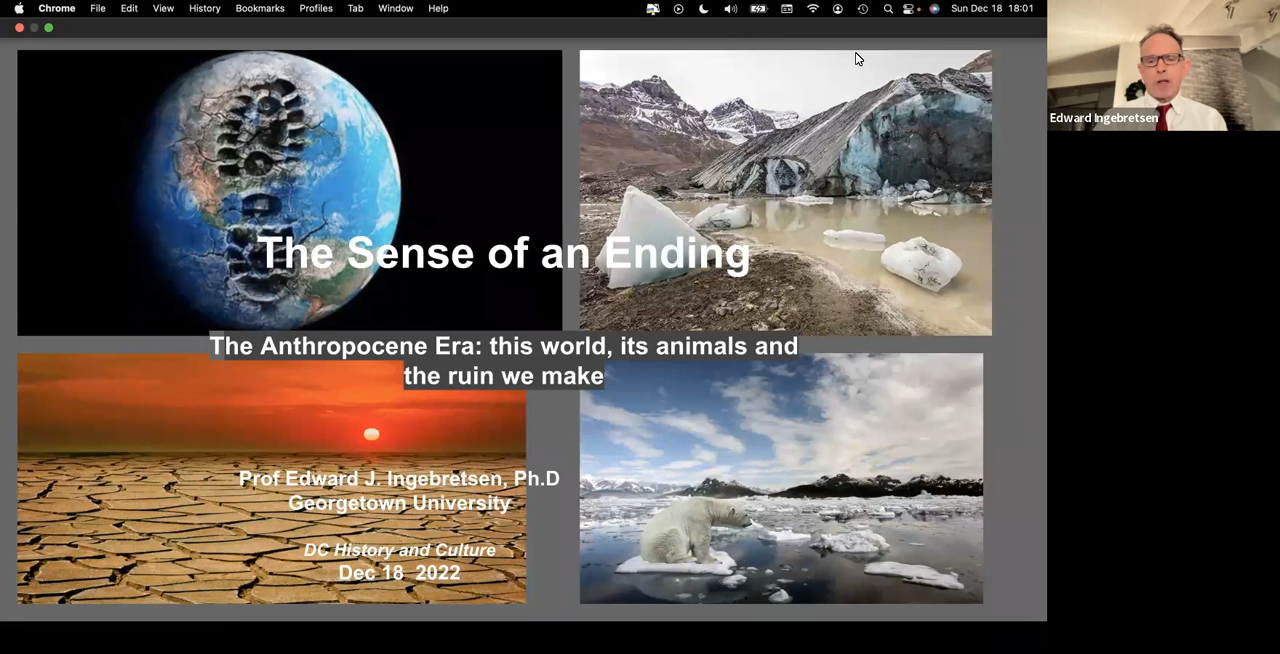 Chrome File Edit View History Bookmarks Profiles Tab Window Help Sun Dec 18 18:01
Edward Ingebretsen
The Sense of an Ending
The Anthropocene Era: this world, its animals and
the ruin we make
Prof Edward J. Ingebretsen, Ph.D
Georgetown University
DC History and Culture
Dec 18 2022